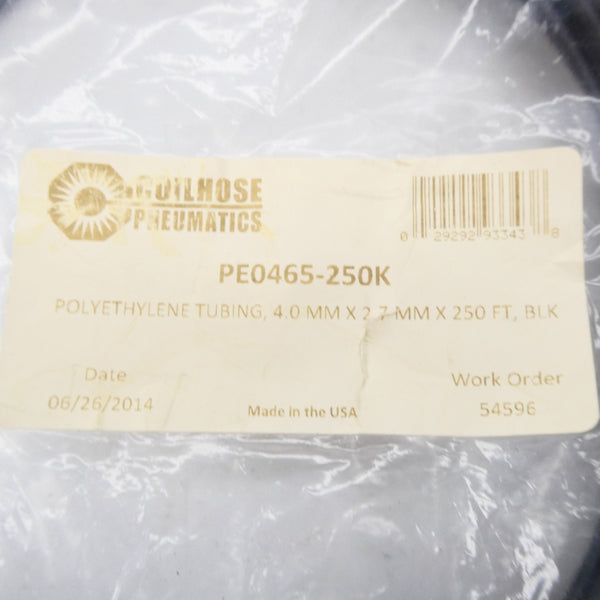 COILHOSE
PNEUMATICS
0 29292 93343 8
PE0465-250K
POLYETHYLENE TUBING, 4.0 MM X 2.7 MM X 250 FT., BLK
Date
06/26/2014
Made in the USA
Work Order
54596